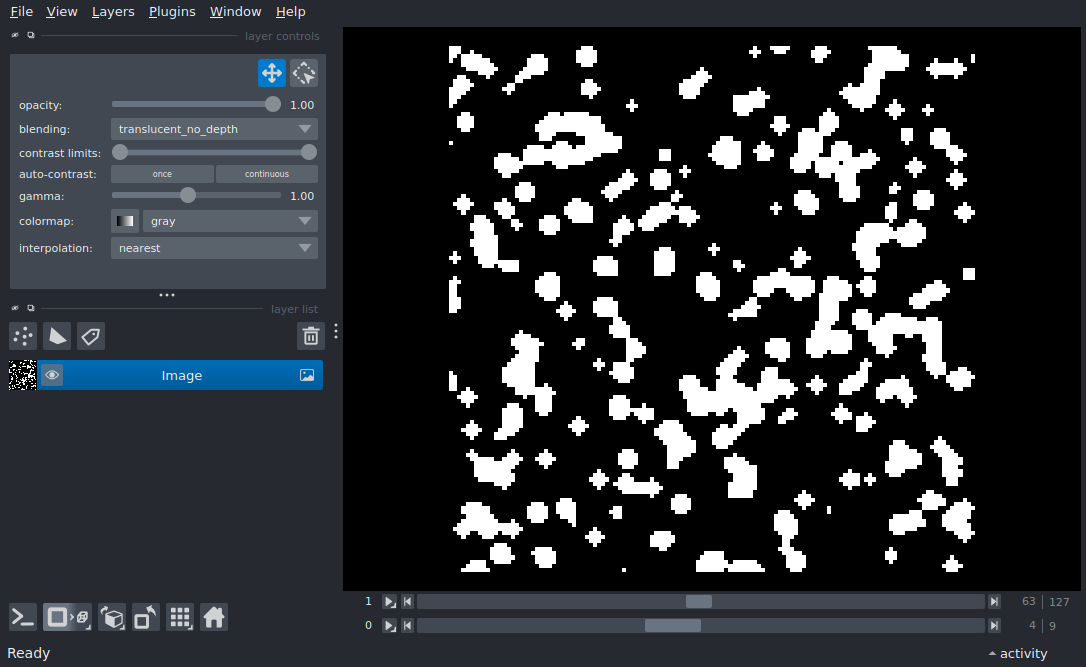 File View Layers Plugins Window Help
layer controls
opacity: 1.00
blending: translucent_no_depth
contrast limits:
auto-contrast: once continuous
gamma: 1.00
colormap: gray
interpolation: nearest
layer list
Image
1 63 127
0 4 9
Ready activity